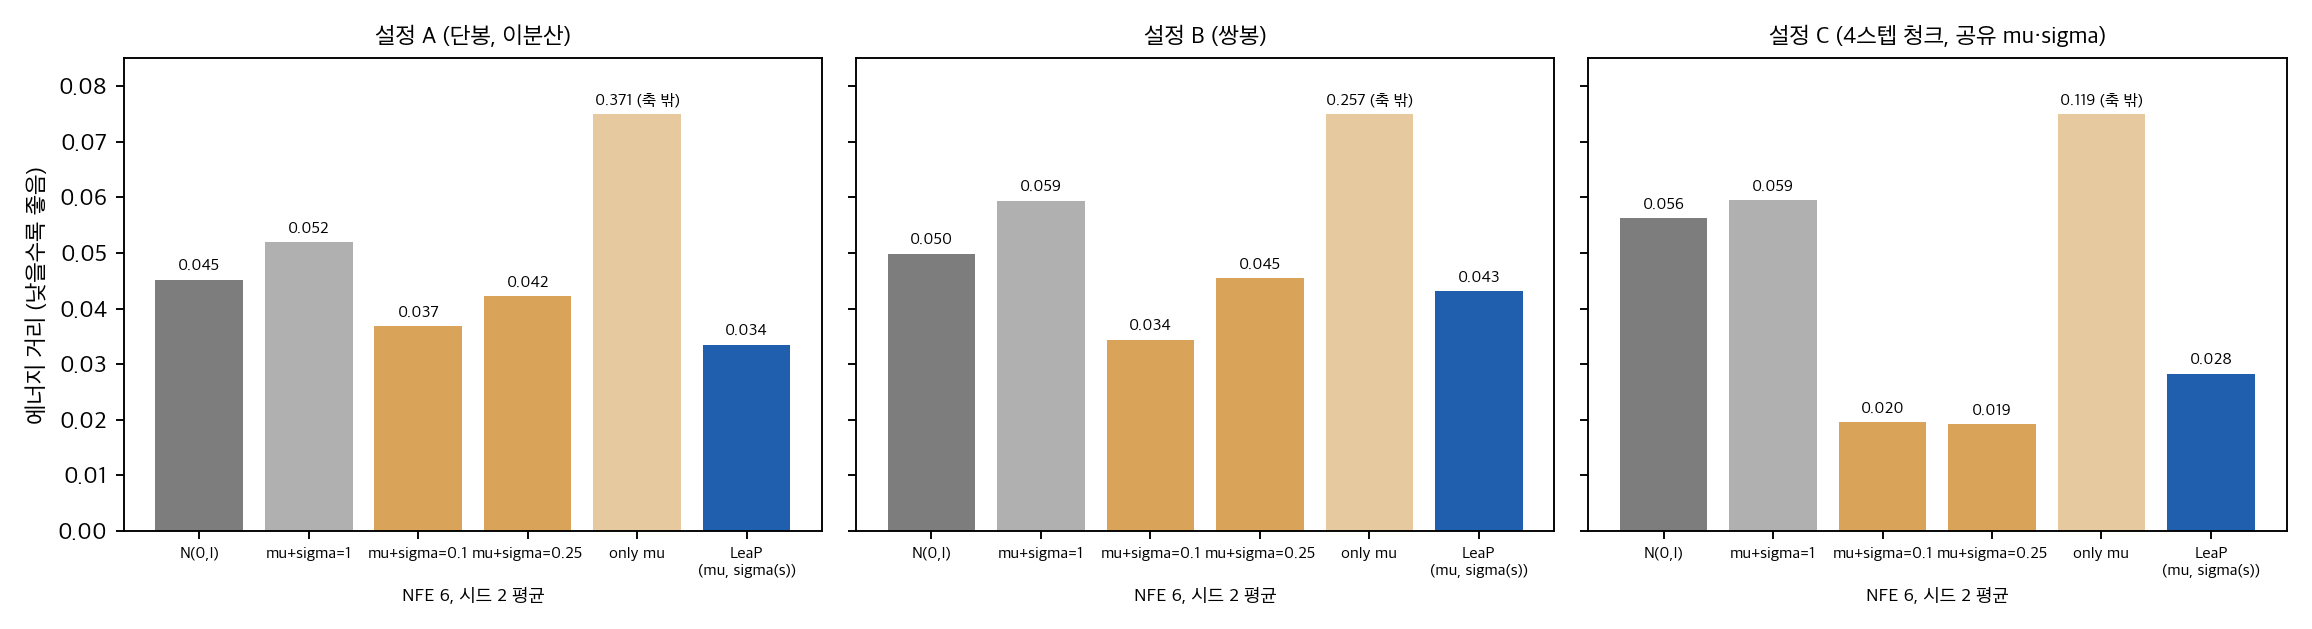 설정 A (단봉, 이분산)
에너지 거리 (낮을수록 좋음)
0.08
0.07
0.06
0.05
0.04
0.03
0.02
0.01
0.00
0.045
0.052
0.037
0.042
0.371 (축 밖)
0.034
N(0,I)
mu+sigma=1
mu+sigma=0.1
mu+sigma=0.25
only mu
LeaP
(mu, sigma(s))
NFE 6, 시드 2 평균
설정 B (쌍봉)
0.050
0.059
0.034
0.045
0.257 (축 밖)
0.043
N(0,I)
mu+sigma=1
mu+sigma=0.1
mu+sigma=0.25
only mu
LeaP
(mu, sigma(s))
NFE 6, 시드 2 평균
설정 C (4스텝 청크, 공유 mu·sigma)
0.056
0.059
0.020
0.019
0.119 (축 밖)
0.028
N(0,I)
mu+sigma=1
mu+sigma=0.1
mu+sigma=0.25
only mu
LeaP
(mu, sigma(s))
NFE 6, 시드 2 평균